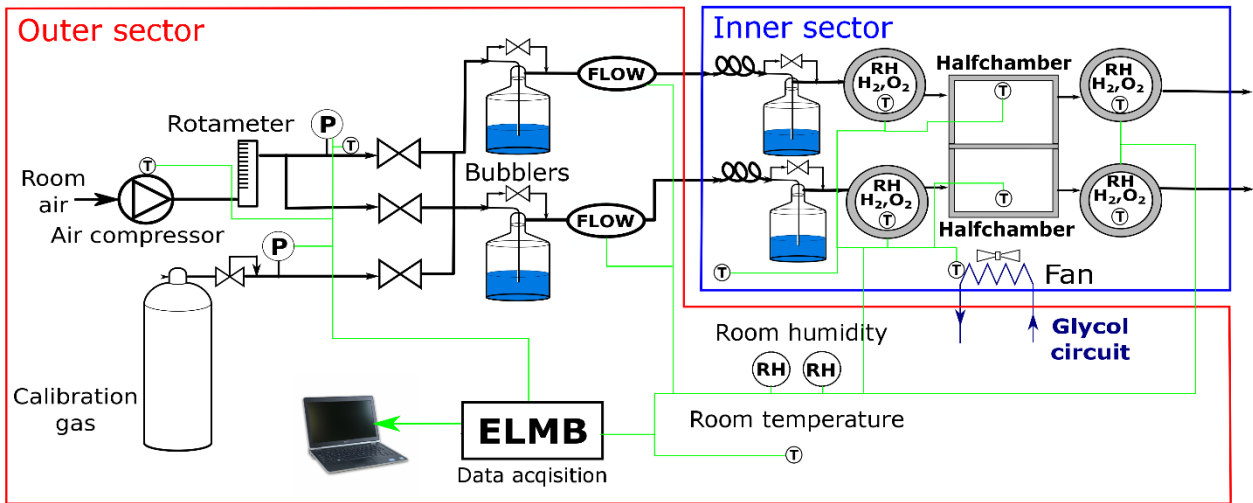 Outer sector
Inner sector
Rotameter
P
T
T
Room
air
Air compressor
P
Bubblers
FLOW
FLOW
RH
H2,O2
T
Halfchamber
T
RH
H2,O2
T
RH
H2,O2
T
T
Halfchamber
RH
H2,O2
T
T
T
Fan
Glycol
circuit
Calibration
gas
Room humidity
RH
RH
Room temperature
T
ELMB
Data acqisition